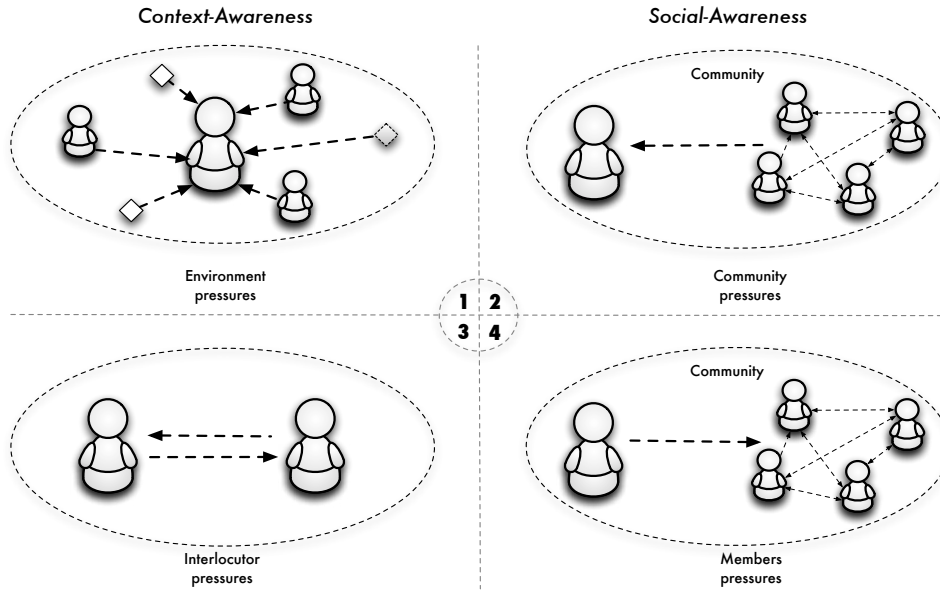 Context-Awareness
Social-Awareness
Community
Environment
pressures
Community
pressures
1 2
3 4
Community
Interlocutor
pressures
Members
pressures